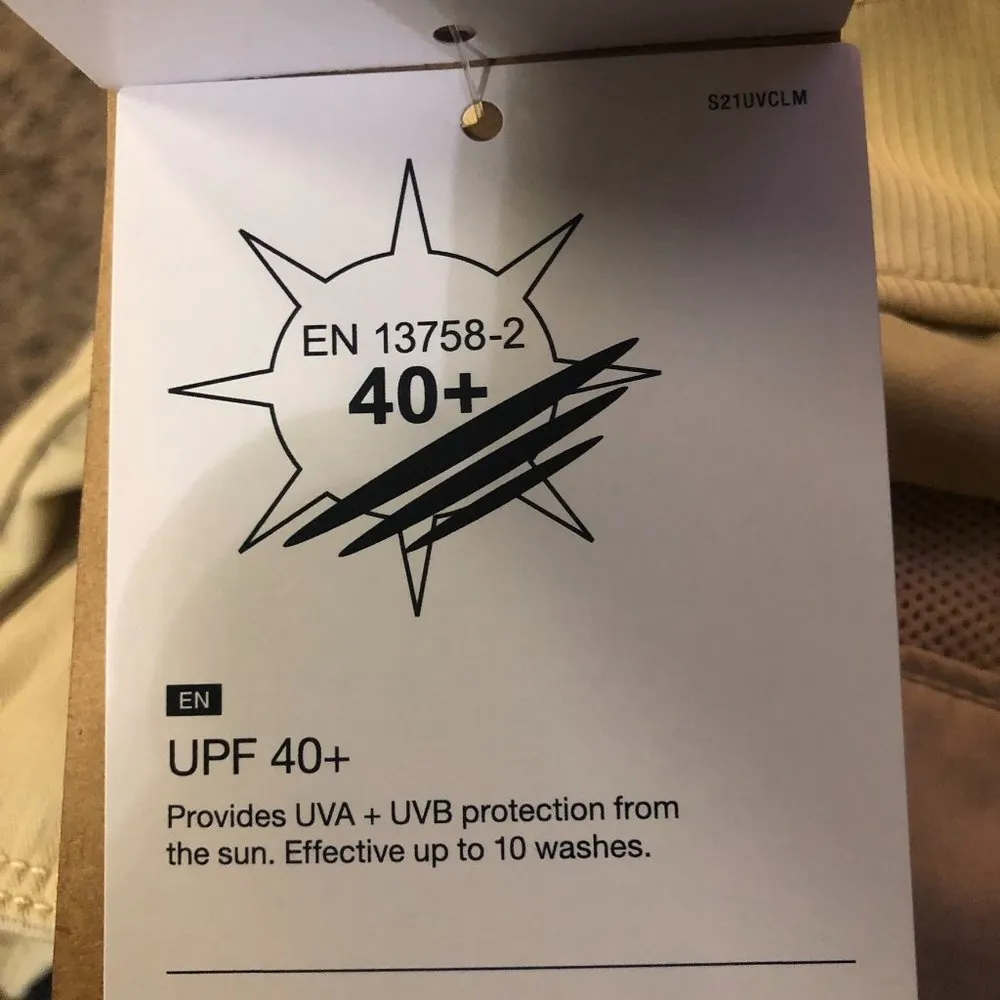 S21UVCLM
EN 13758-2
40+
EN
UPF 40+
Provides UVA + UVB protection from
the sun. Effective up to 10 washes.